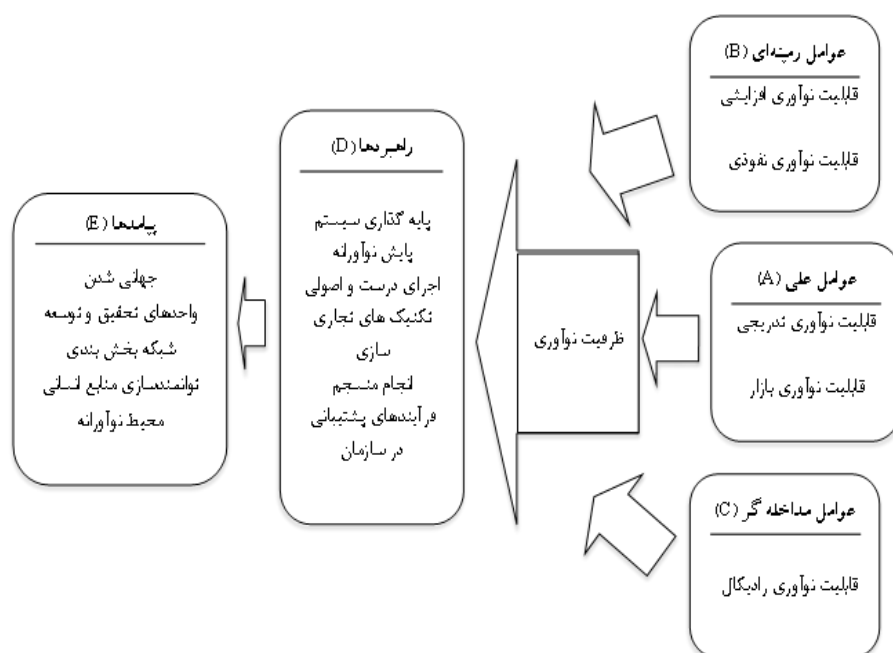 عوامل زمینه‌ای (B)
قابلیت نوآوری افزایشی
قابلیت نوآوری نفوذی
عوامل علی (A)
قابلیت نوآوری تدریجی
قابلیت نوآوری بازار
عوامل مداخله گر (C)
قابلیت نوآوری رادیکال
ظرفیت نوآوری
راهبردها (D)
پایه گذاری سیستم
پایش نوآورانه
اجرای درست و اصولی
تکنیک های تجاری
سازی
انجام منسجم
فرآیندهای پشتیبانی
در سازمان
پیامدها (E)
جهانی شدن
واحدهای تحقیق و توسعه
شبکه بخش بندی
توانمندسازی منابع انسانی
محیط نوآورانه